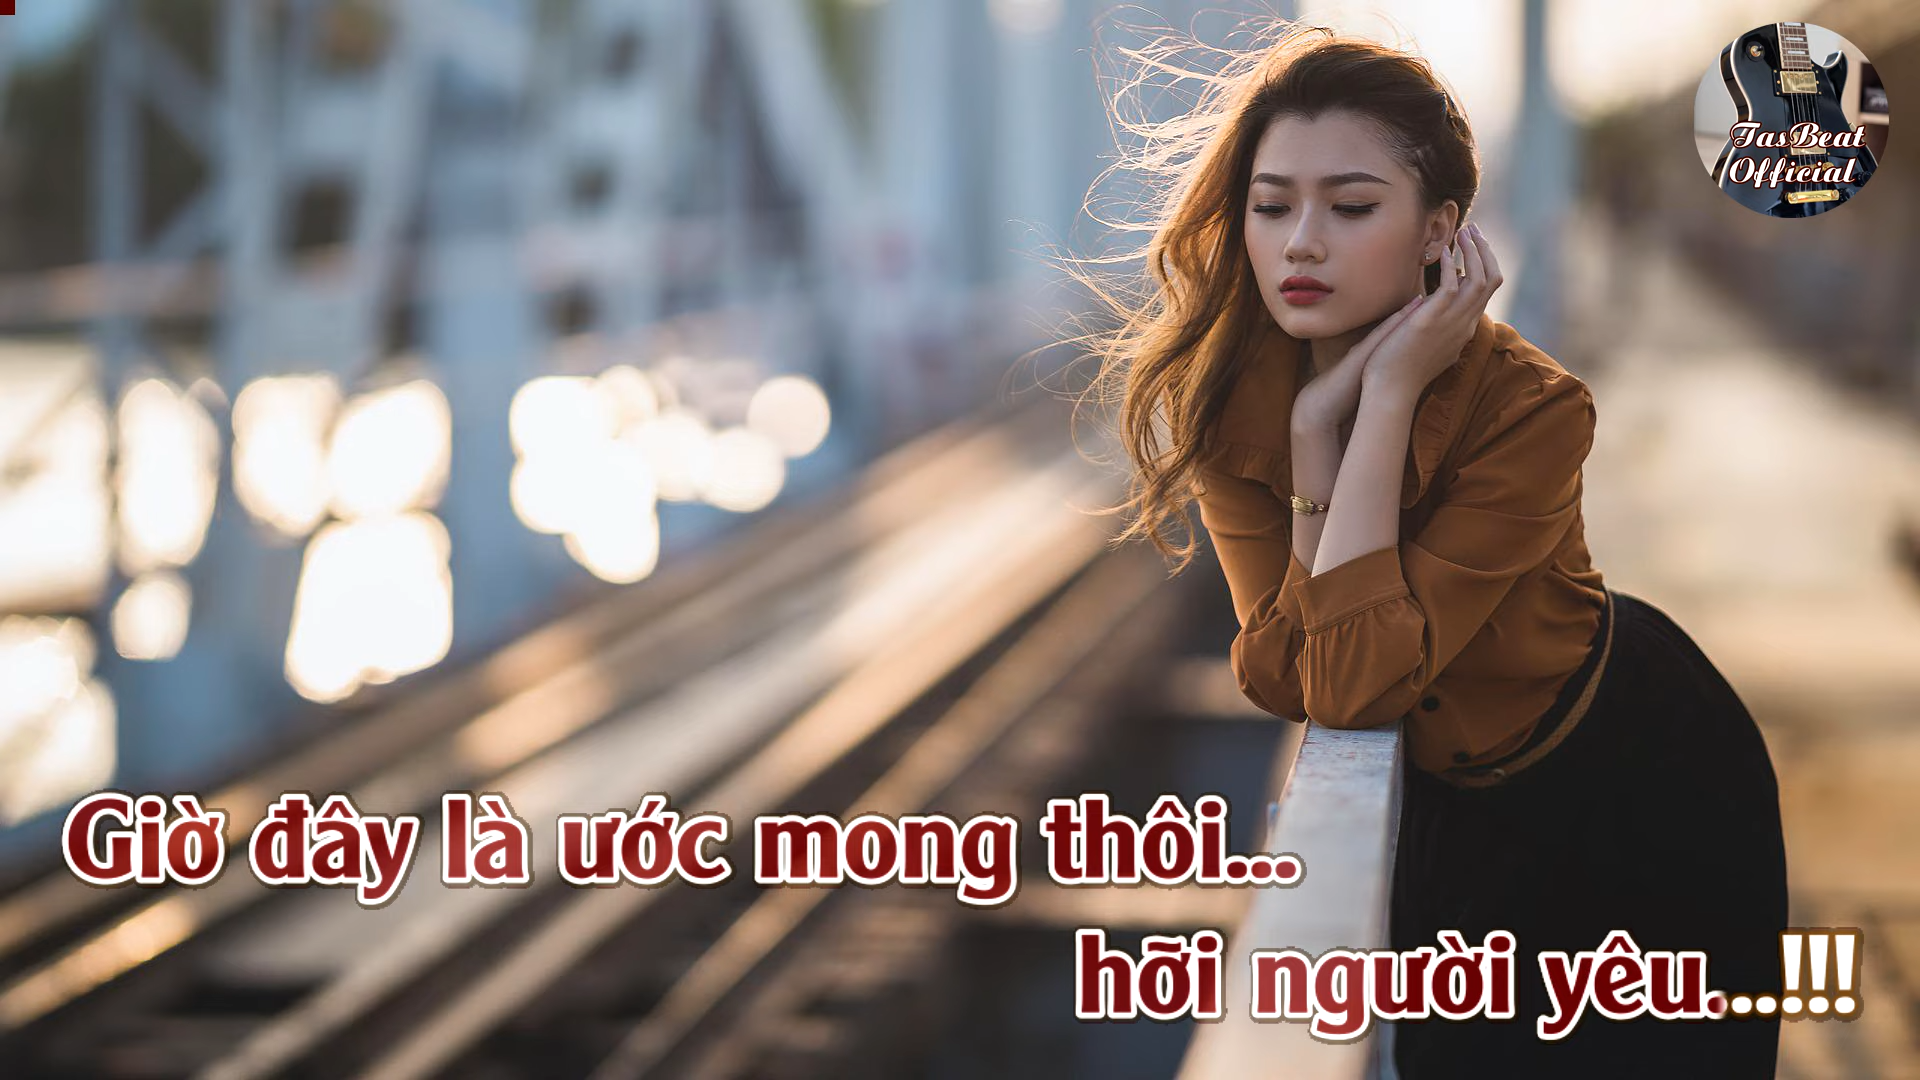 TasBeat
Official
Giờ đây là ước mong thôi...
hỡi người yêu...!!!